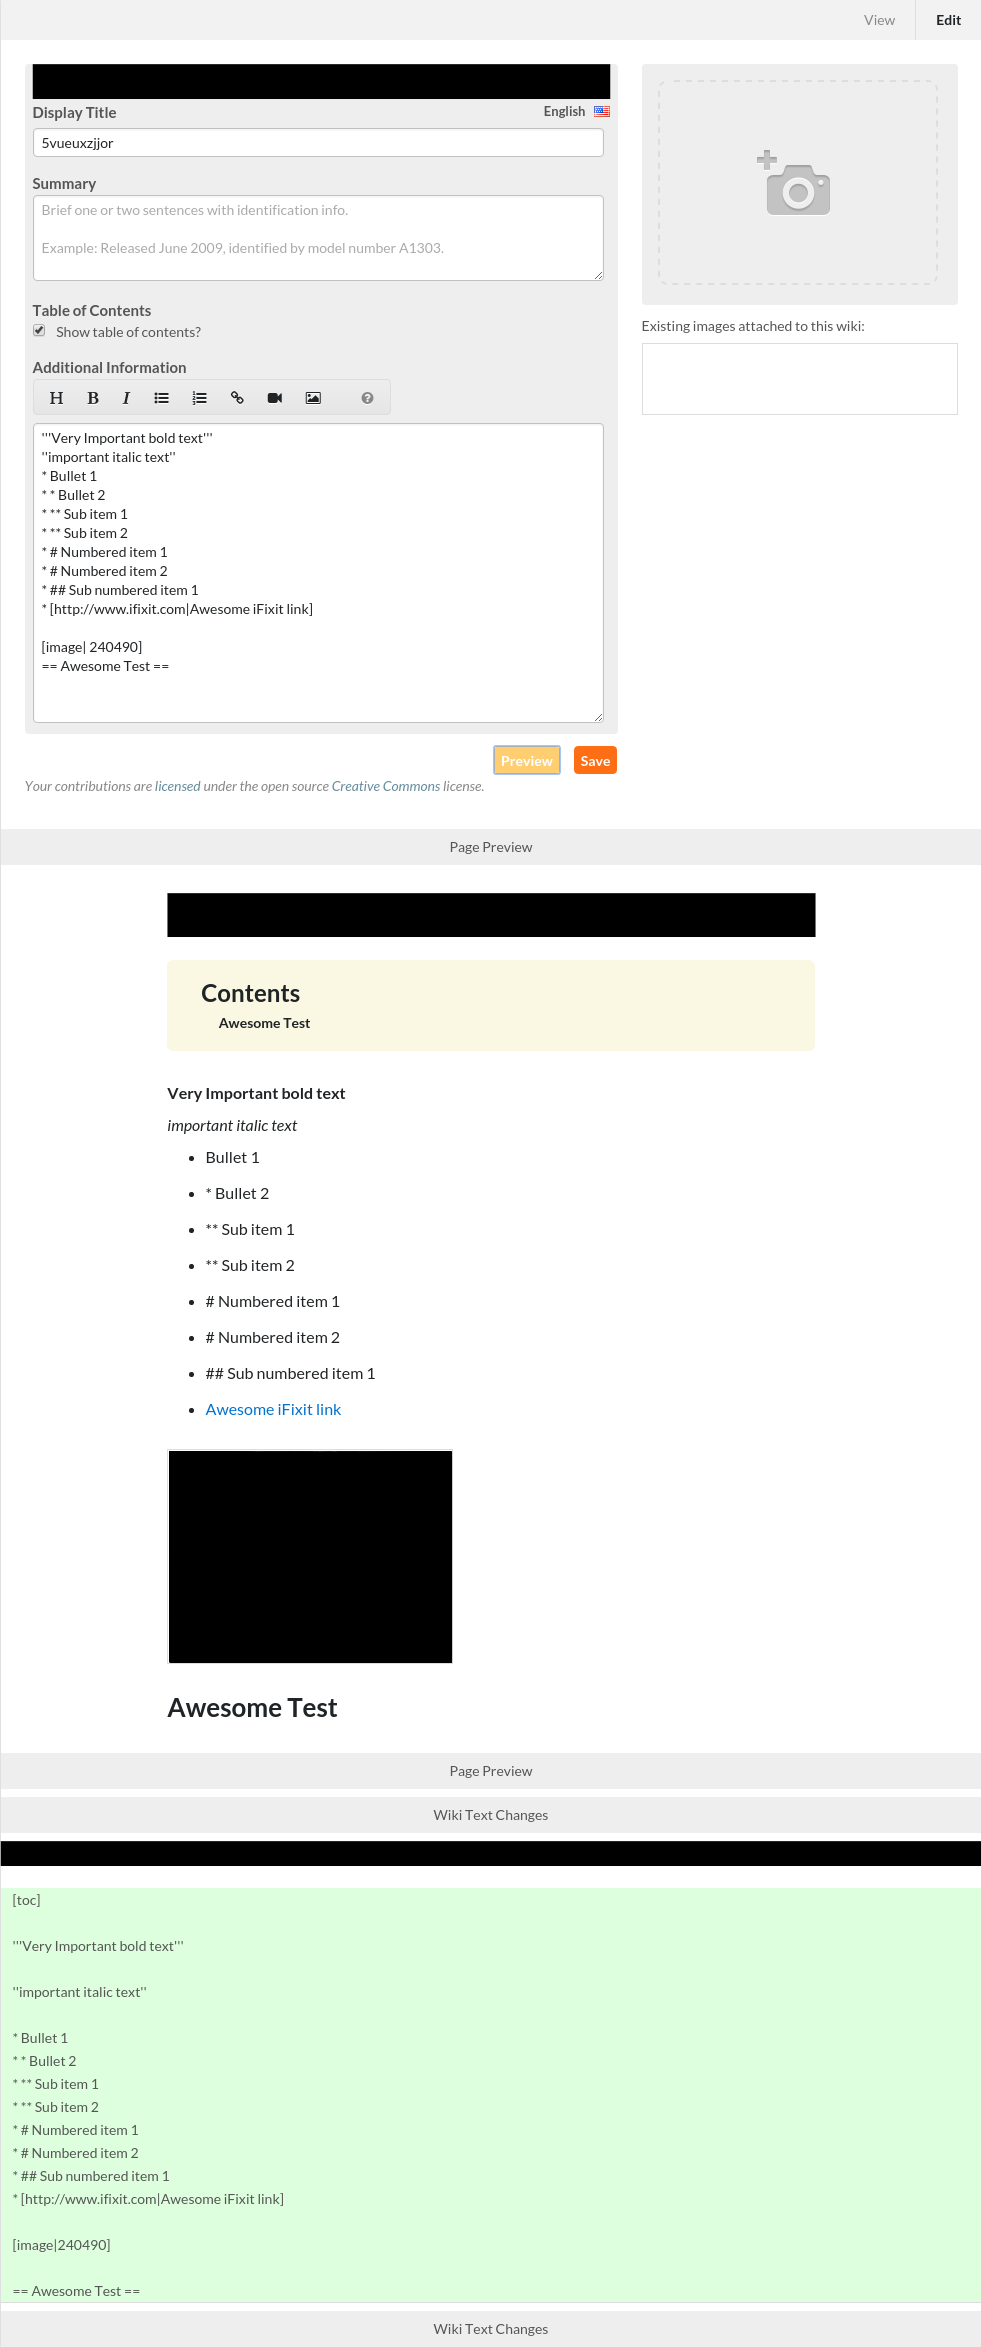 View Edit
Display Title English
5vueuxzjjor
Summary
Brief one or two sentences with identification info.
Example: Released June 2009, identified by model number A1303.
Table of Contents
Show table of contents?
Additional Information
H B I
'''Very Important bold text'''
''important italic text''
* Bullet 1
* * Bullet 2
* ** Sub item 1
* ** Sub item 2
* # Numbered item 1
* # Numbered item 2
* ## Sub numbered item 1
* [http://www.ifixit.com|Awesome iFixit link]
[image| 240490]
== Awesome Test ==
Existing images attached to this wiki:
Preview Save
Your contributions are licensed under the open source Creative Commons license.
Page Preview
Contents
Awesome Test
Very Important bold text
important italic text
• Bullet 1
• * Bullet 2
• ** Sub item 1
• ** Sub item 2
• # Numbered item 1
• # Numbered item 2
• ## Sub numbered item 1
• Awesome iFixit link
Awesome Test
Page Preview
Wiki Text Changes
[toc]
'''Very Important bold text'''
''important italic text''
* Bullet 1
* * Bullet 2
* ** Sub item 1
* ** Sub item 2
* # Numbered item 1
* # Numbered item 2
* ## Sub numbered item 1
* [http://www.ifixit.com|Awesome iFixit link]
[image|240490]
== Awesome Test ==
Wiki Text Changes